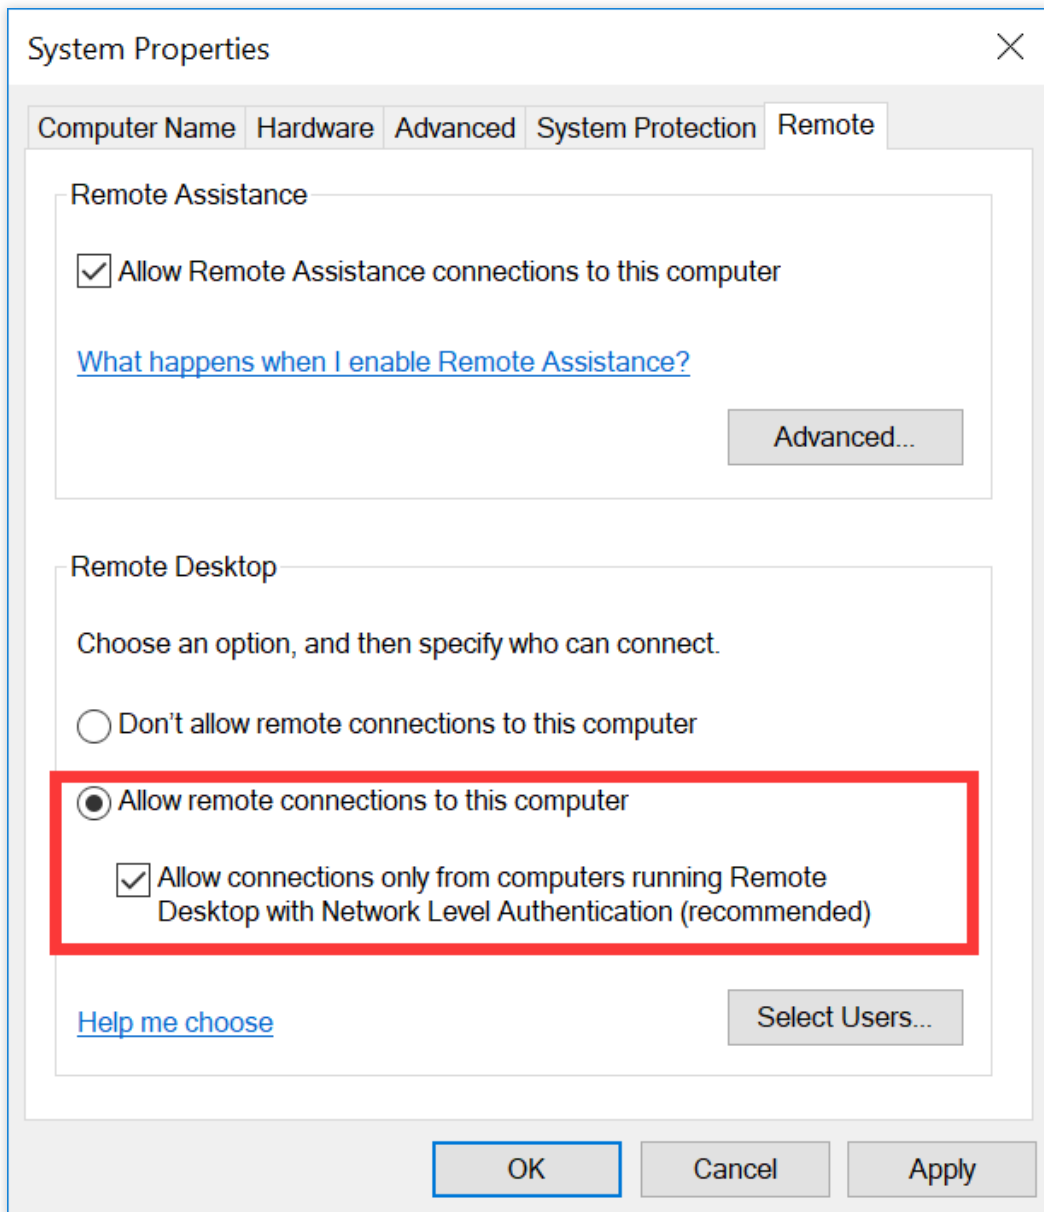 System Properties
Computer Name Hardware Advanced System Protection Remote
Remote Assistance
Allow Remote Assistance connections to this computer
What happens when I enable Remote Assistance?
Advanced...
Remote Desktop
Choose an option, and then specify who can connect.
Don’t allow remote connections to this computer
Allow remote connections to this computer
Allow connections only from computers running Remote
Desktop with Network Level Authentication (recommended)
Help me choose
Select Users...
OK Cancel Apply